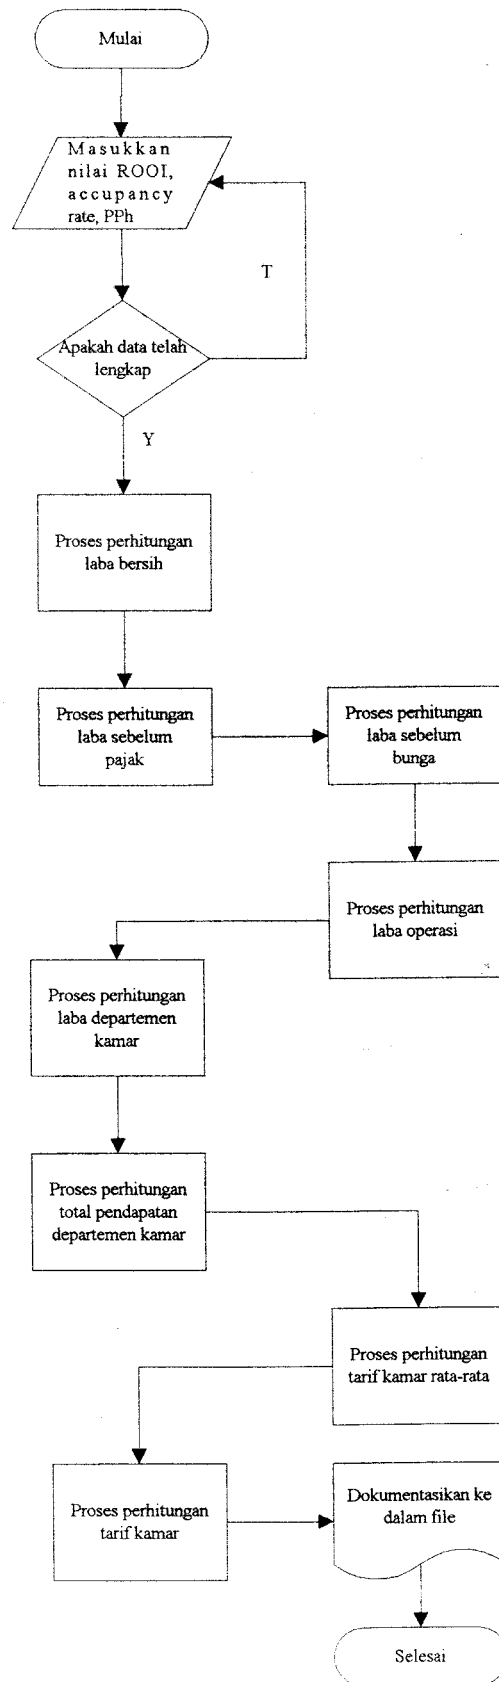 Mulai
Masukkan
nilai ROOI,
accupancy
rate, PPh
T
Apakah data telah
lengkap
Y
Proses perhitungan
laba bersih
Proses perhitungan
laba sebelum
pajak
Proses perhitungan
laba sebelum
bunga
Proses perhitungan
laba operasi
Proses perhitungan
laba departemen
kamar
Proses perhitungan
total pendapatan
departemen kamar
Proses perhitungan
tarif kamar rata-rata
Proses perhitungan
tarif kamar
Dokumentasikan ke
dalam file
Selesai